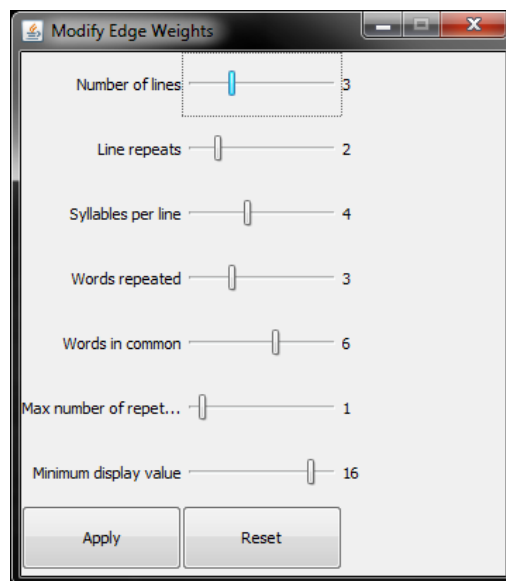 Modify Edge Weights
Number of lines 3
Line repeats 2
Syllables per line 4
Words repeated 3
Words in common 6
Max number of repet... 1
Minimum display value 16
Apply Reset